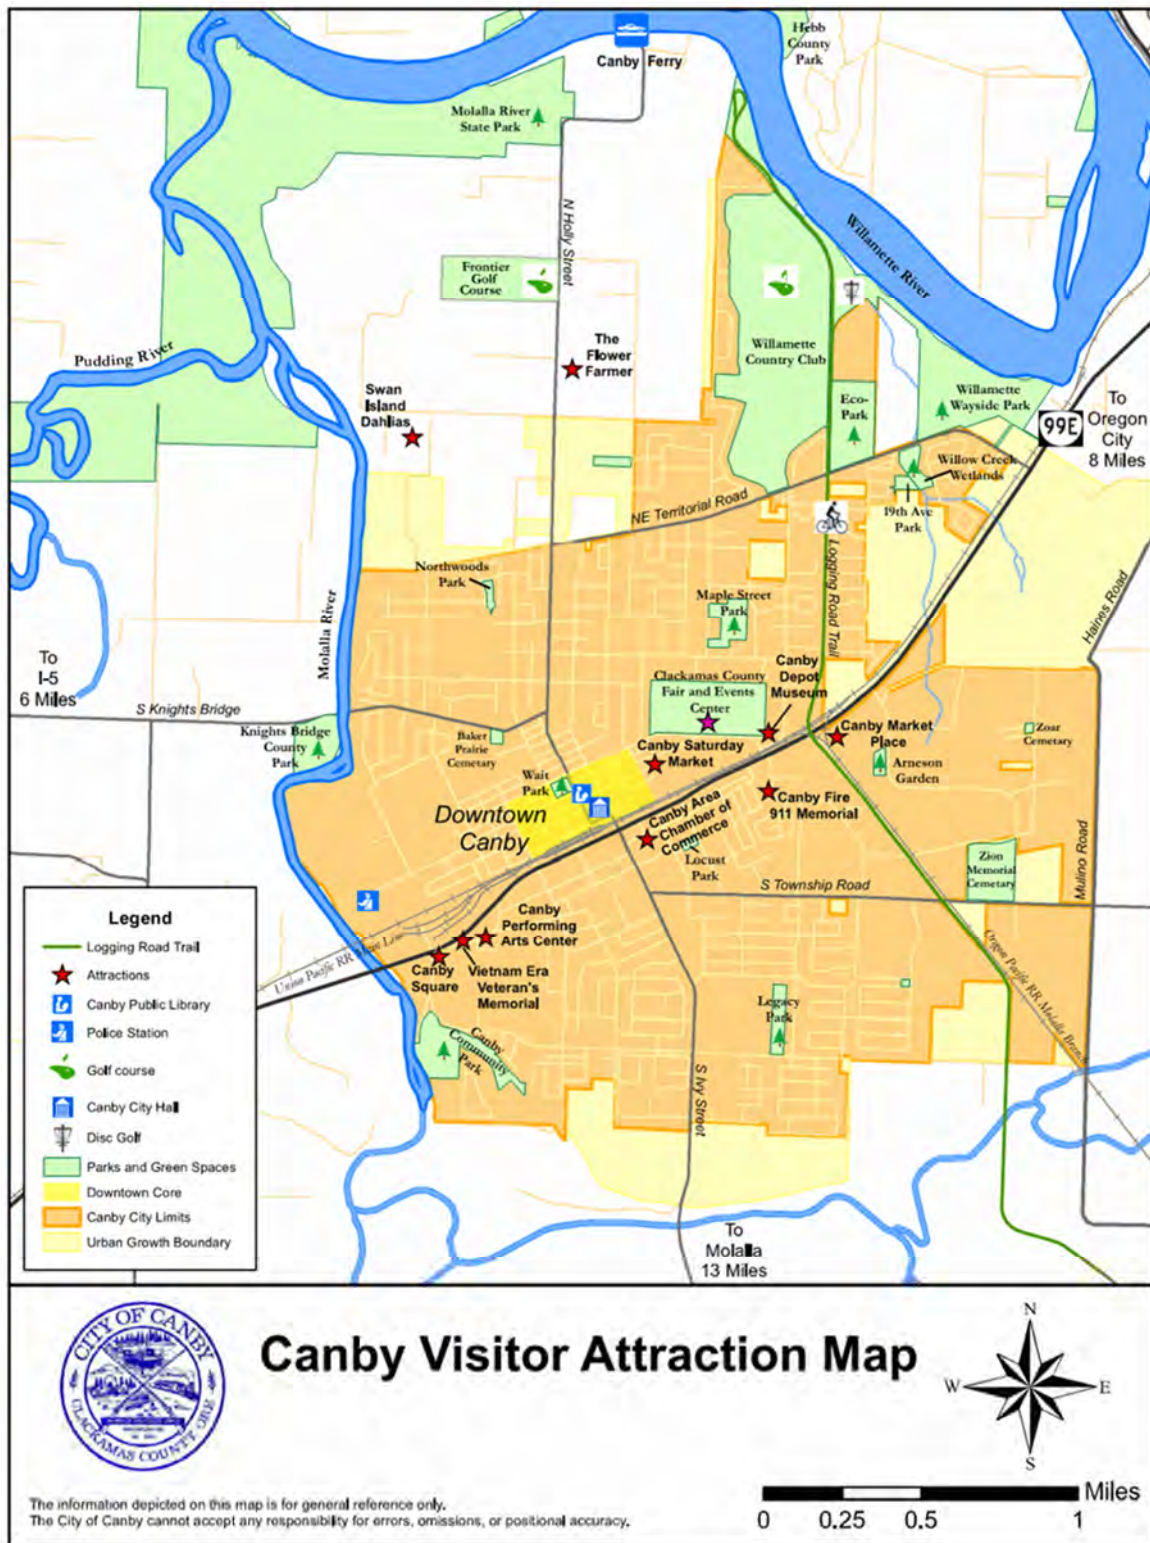 Hebb
County
Park
Canby Ferry
Molalla River
State Park
N Holly Street
Willamette River
Frontier
Golf
Course
The
Flower
Farmer
Willamette
Country Club
Pudding River
Swan
Island
Dahlias
Eco-
Park
Willamette
Wayside Park
99E
To
Oregon
City
8 Miles
Willow Creek
Wetlands
19th Ave
Park
NE Territorial Road
Logging Road Trail
Northwoods
Park
Maple Street
Park
Haines Road
Molalla River
To
I-5
6 Miles
S Knights Bridge
Clackamas County
Fair and Events
Center
Canby
Depot
Museum
Knights Bridge
County
Park
Baker
Prairie
Cemetary
Canby Saturday
Market
Canby Market
Place
Zoar
Cemetary
Arneson
Garden
Wait
Park
Downtown
Canby
Canby Area
Chamber of
Commerce
Canby Fire
911 Memorial
Locust
Park
S Township Road
Zion
Memorial
Cemetary
Mulino Road
Union Pacific RR Main Line
Canby
Performing
Arts Center
Canby
Square
Vietnam Era
Veteran's
Memorial
Oregon Pacific RR Molalla Branch
Legacy
Park
Canby
Community
Park
S Ivy Street
To
Molalla
13 Miles
Legend
Logging Road Trail
Attractions
Canby Public Library
Police Station
Golf course
Canby City Hall
Disc Golf
Parks and Green Spaces
Downtown Core
Canby City Limits
Urban Growth Boundary
CITY OF CANBY
CLACKAMAS COUNTY, ORE
Canby Visitor Attraction Map
N
W
E
S
Miles
0 0.25 0.5 1
The information depicted on this map is for general reference only.
The City of Canby cannot accept any responsibility for errors, omissions, or positional accuracy.